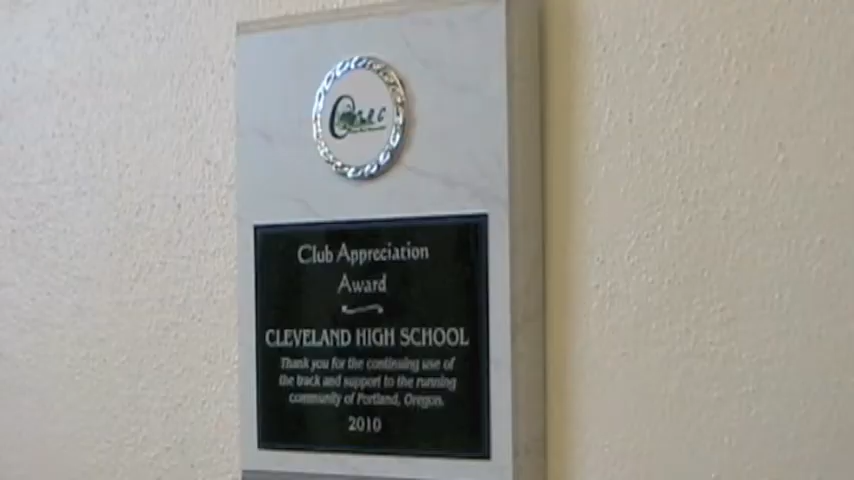 Club Appreciation
Award
CLEVELAND HIGH SCHOOL
Thank you for the continuing use of
the track and support to the running
community of Portland, Oregon.
2010